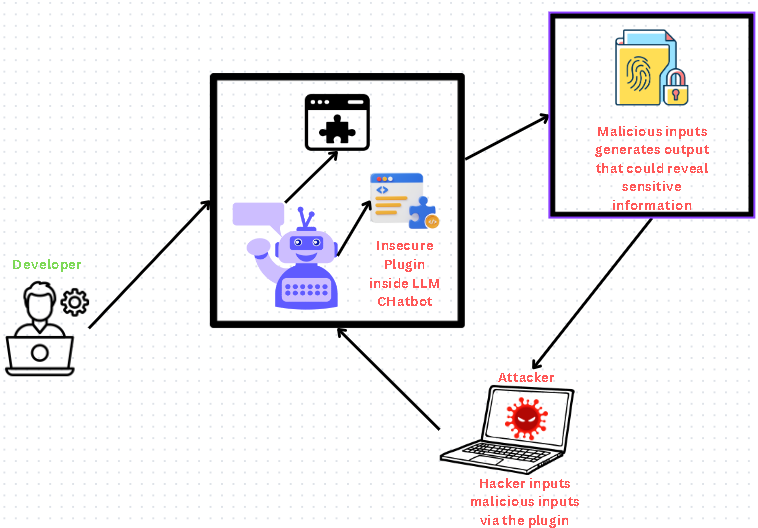 Malicious inputs
generates output
that could reveal
sensitive
information
Insecure
Plugin
inside LLM
CHatbot
Developer
Attacker
Hacker inputs
malicious inputs
via the plugin